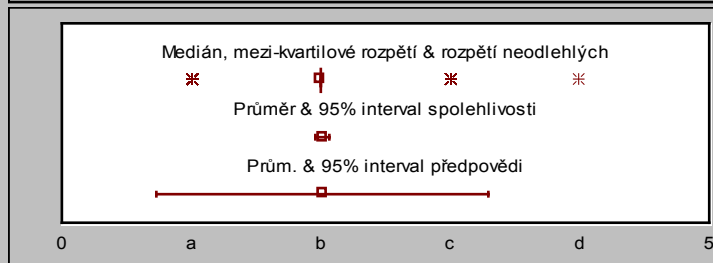 Medián, mezi-kvartilové rozpětí & rozpětí neodlehlých
Průměr & 95% interval spolehlivosti
Prům. & 95% interval předpovědi
0 a b c d 5